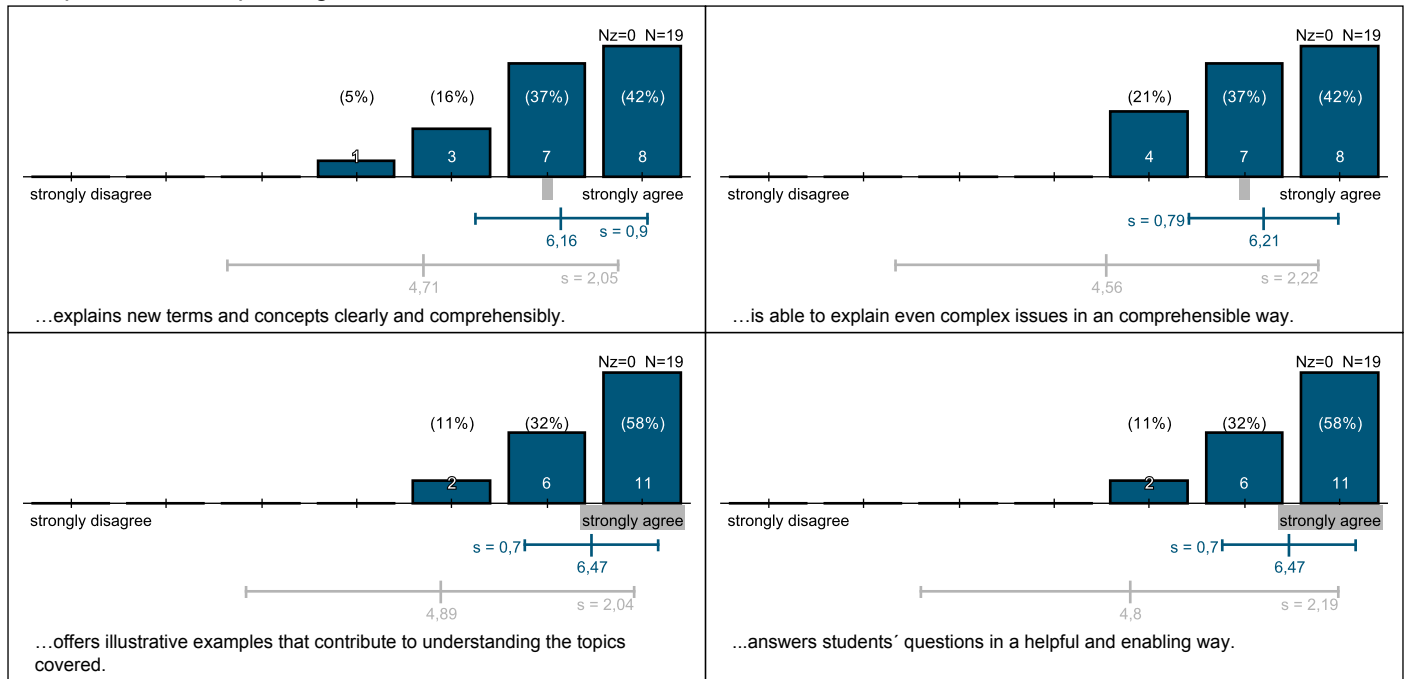 Nz=0 N=19
(5%) (16%) (37%) (42%)
1 3 7 8
strongly disagree strongly agree
s = 0,9
6,16
s = 2,05
4,71
…explains new terms and concepts clearly and comprehensibly.
Nz=0 N=19
(21%) (37%) (42%)
4 7 8
strongly disagree strongly agree
s = 0,79
6,21
s = 2,22
4,56
…is able to explain even complex issues in an comprehensible way.
Nz=0 N=19
(11%) (32%) (58%)
2 6 11
strongly disagree strongly agree
s = 0,7
6,47
s = 2,04
4,89
…offers illustrative examples that contribute to understanding the topics
covered.
Nz=0 N=19
(11%) (32%) (58%)
2 6 11
strongly disagree strongly agree
s = 0,7
6,47
s = 2,19
4,8
...answers students´ questions in a helpful and enabling way.